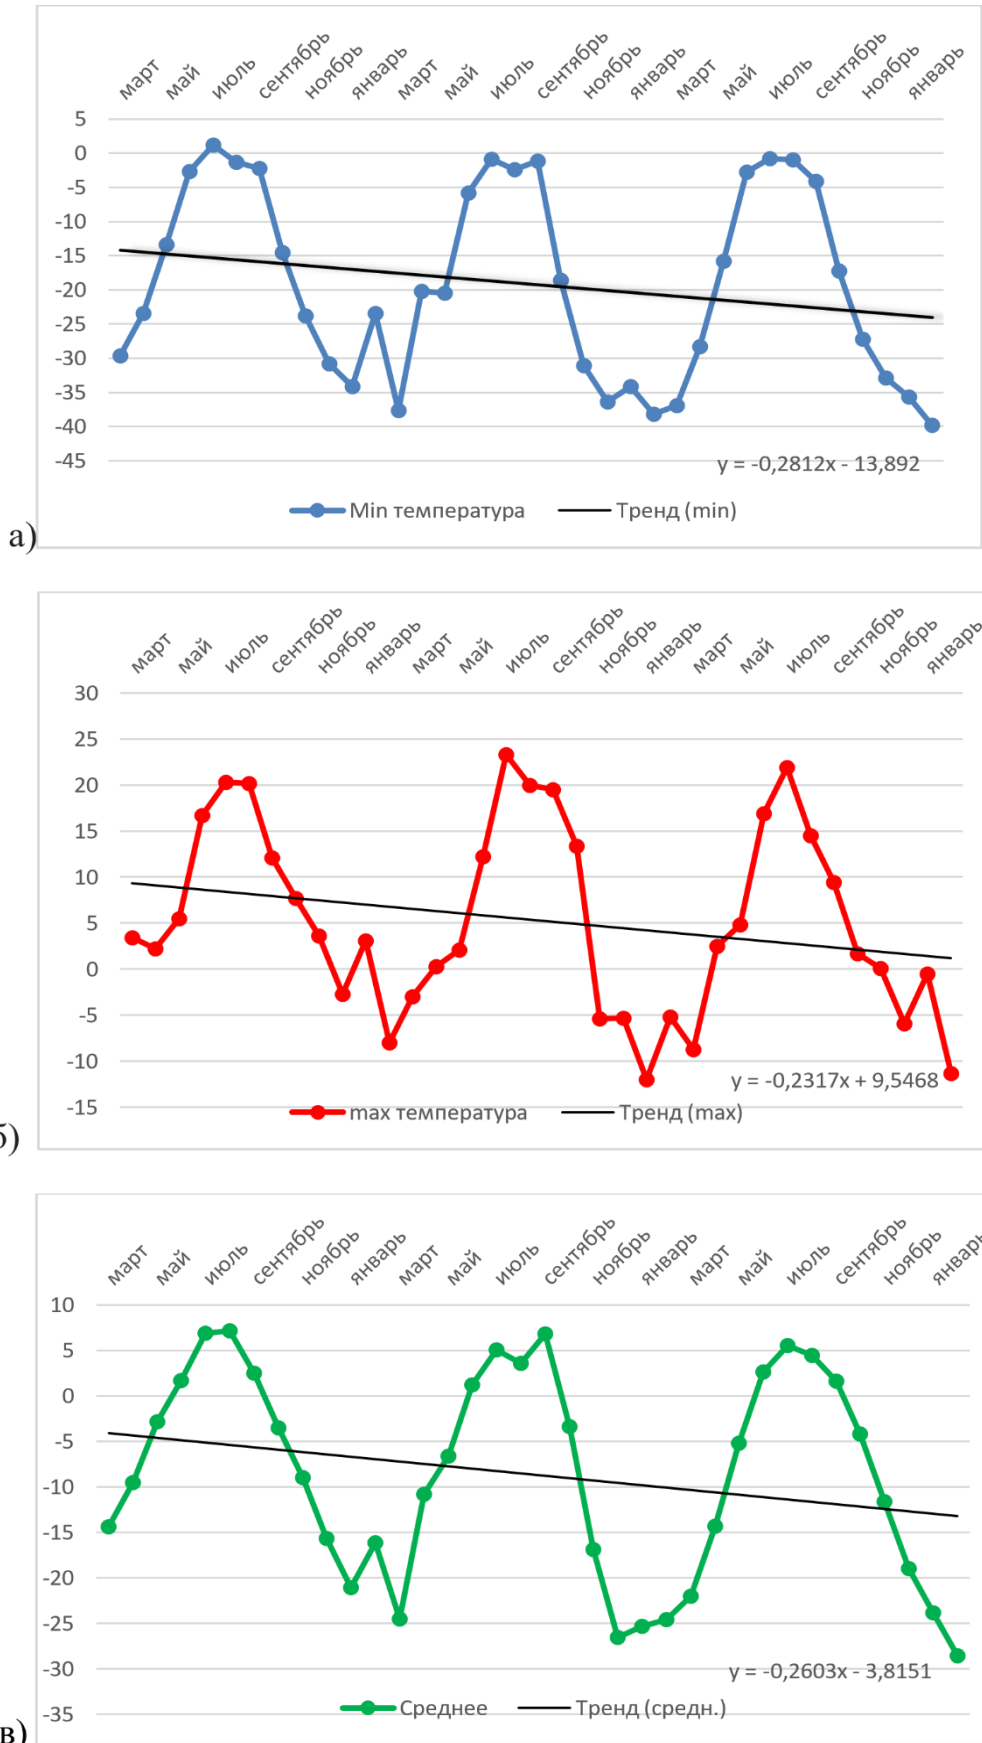 март май июль сентябрь ноябрь январь март май июль сентябрь ноябрь январь март май июль сентябрь ноябрь январь
5
0
-5
-10
-15
-20
-25
-30
-35
-40
-45
y = -0,2812x - 13,892
Min температура Тренд (min)
а)
март май июль сентябрь ноябрь январь март май июль сентябрь ноябрь январь март май июль сентябрь ноябрь январь
30
25
20
15
10
5
0
-5
-10
-15
y = -0,2317x + 9,5468
max температура Тренд (max)
б)
март май июль сентябрь ноябрь январь март май июль сентябрь ноябрь январь март май июль сентябрь ноябрь январь
10
5
0
-5
-10
-15
-20
-25
-30
-35
y = -0,2603x - 3,8151
Среднее Тренд (средн.)
в)